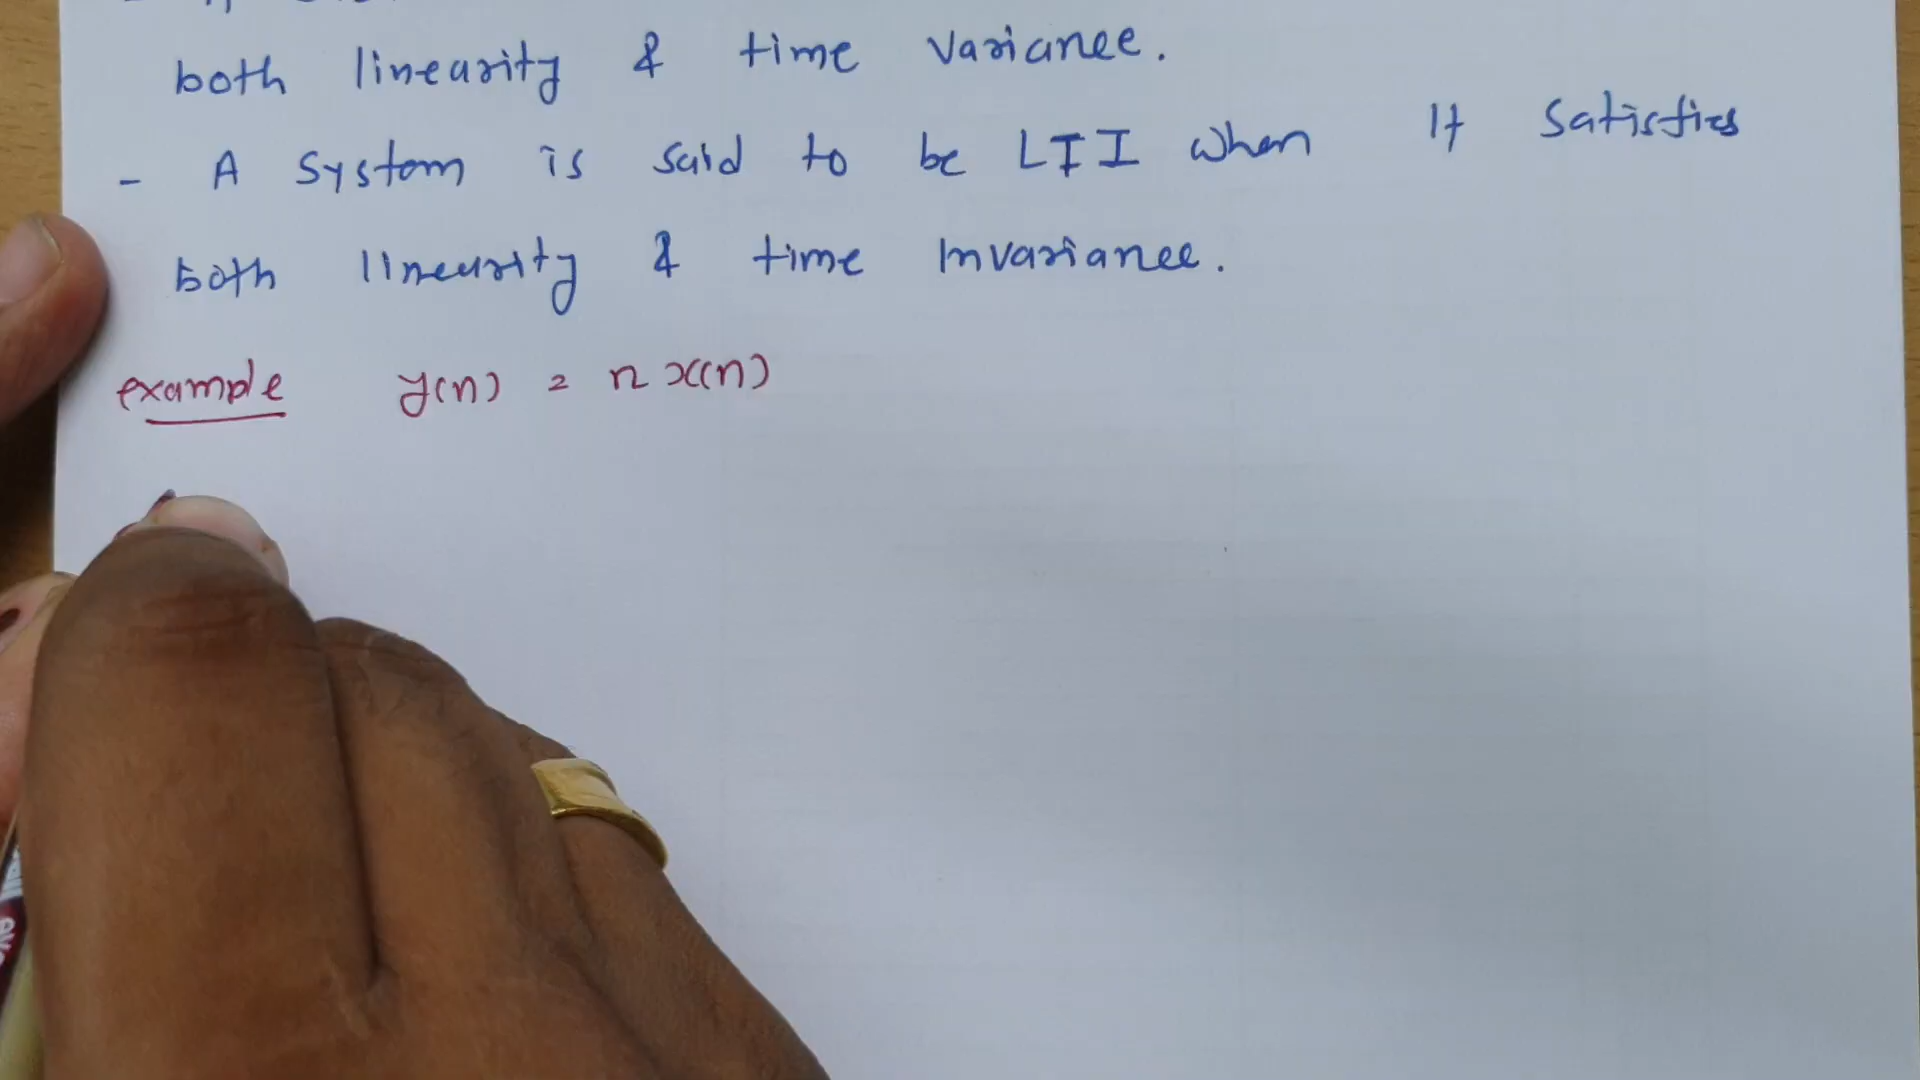 both linearity & time Variance.
- A System is said to be LTI when It Satisfies
both linearity & time Invariance.
example y(n) = n x(n)